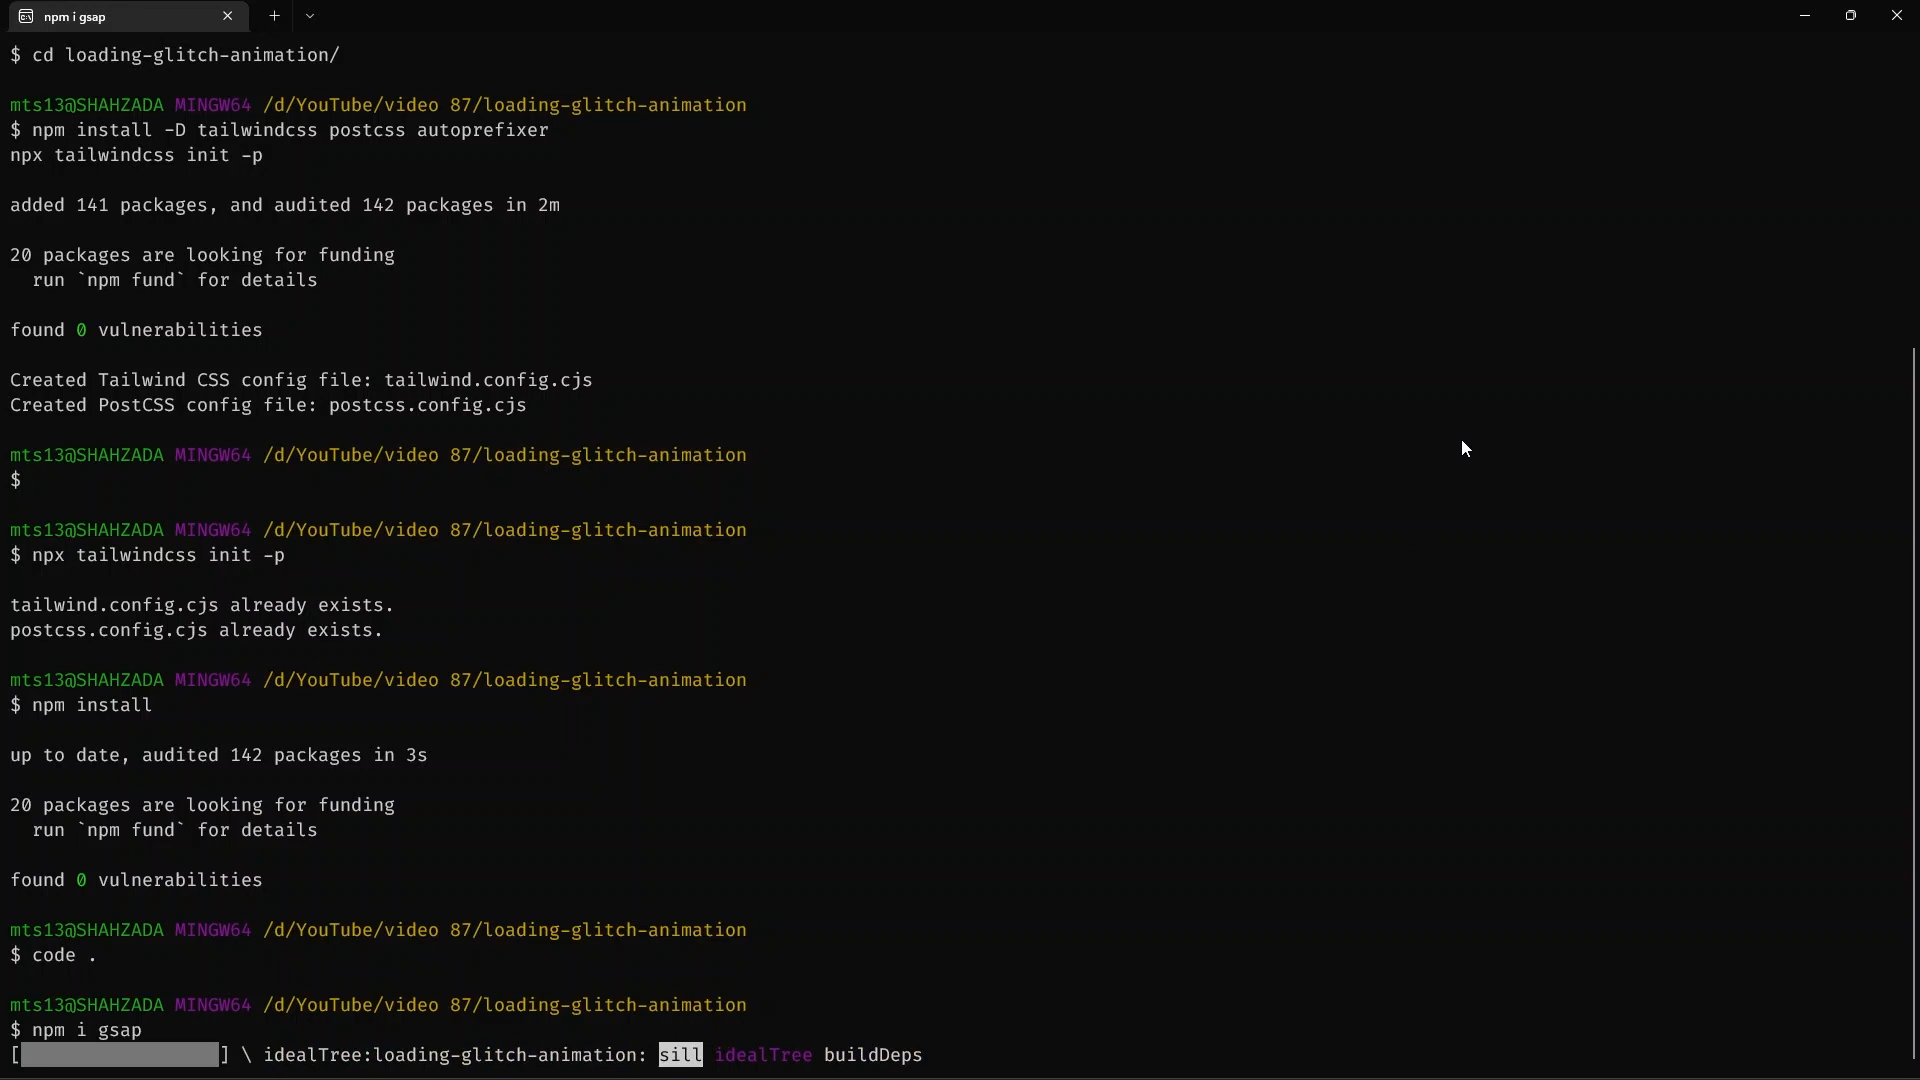 npm i gsap
$ cd loading-glitch-animation/
mts13@SHAHZADA MINGW64 /d/YouTube/video 87/loading-glitch-animation
$ npm install -D tailwindcss postcss autoprefixer
npx tailwindcss init -p
added 141 packages, and audited 142 packages in 2m
20 packages are looking for funding
  run `npm fund` for details
found 0 vulnerabilities
Created Tailwind CSS config file: tailwind.config.cjs
Created PostCSS config file: postcss.config.cjs
mts13@SHAHZADA MINGW64 /d/YouTube/video 87/loading-glitch-animation
$
mts13@SHAHZADA MINGW64 /d/YouTube/video 87/loading-glitch-animation
$ npx tailwindcss init -p
tailwind.config.cjs already exists.
postcss.config.cjs already exists.
mts13@SHAHZADA MINGW64 /d/YouTube/video 87/loading-glitch-animation
$ npm install
up to date, audited 142 packages in 3s
20 packages are looking for funding
  run `npm fund` for details
found 0 vulnerabilities
mts13@SHAHZADA MINGW64 /d/YouTube/video 87/loading-glitch-animation
$ code .
mts13@SHAHZADA MINGW64 /d/YouTube/video 87/loading-glitch-animation
$ npm i gsap
[                  ] \ idealTree:loading-glitch-animation: sill idealTree buildDeps